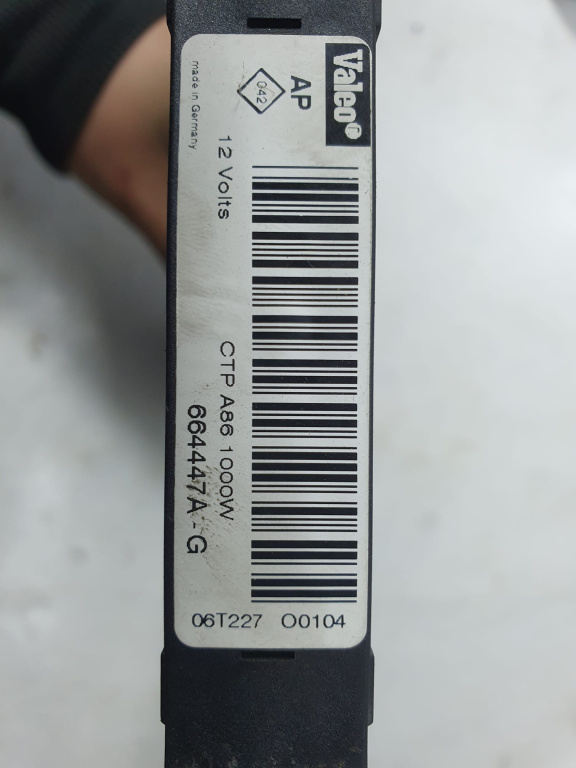 Valeo
AP
042
made in Germany
12 Volts
CTP A86 1000W
664447A-G
06T227 O0104